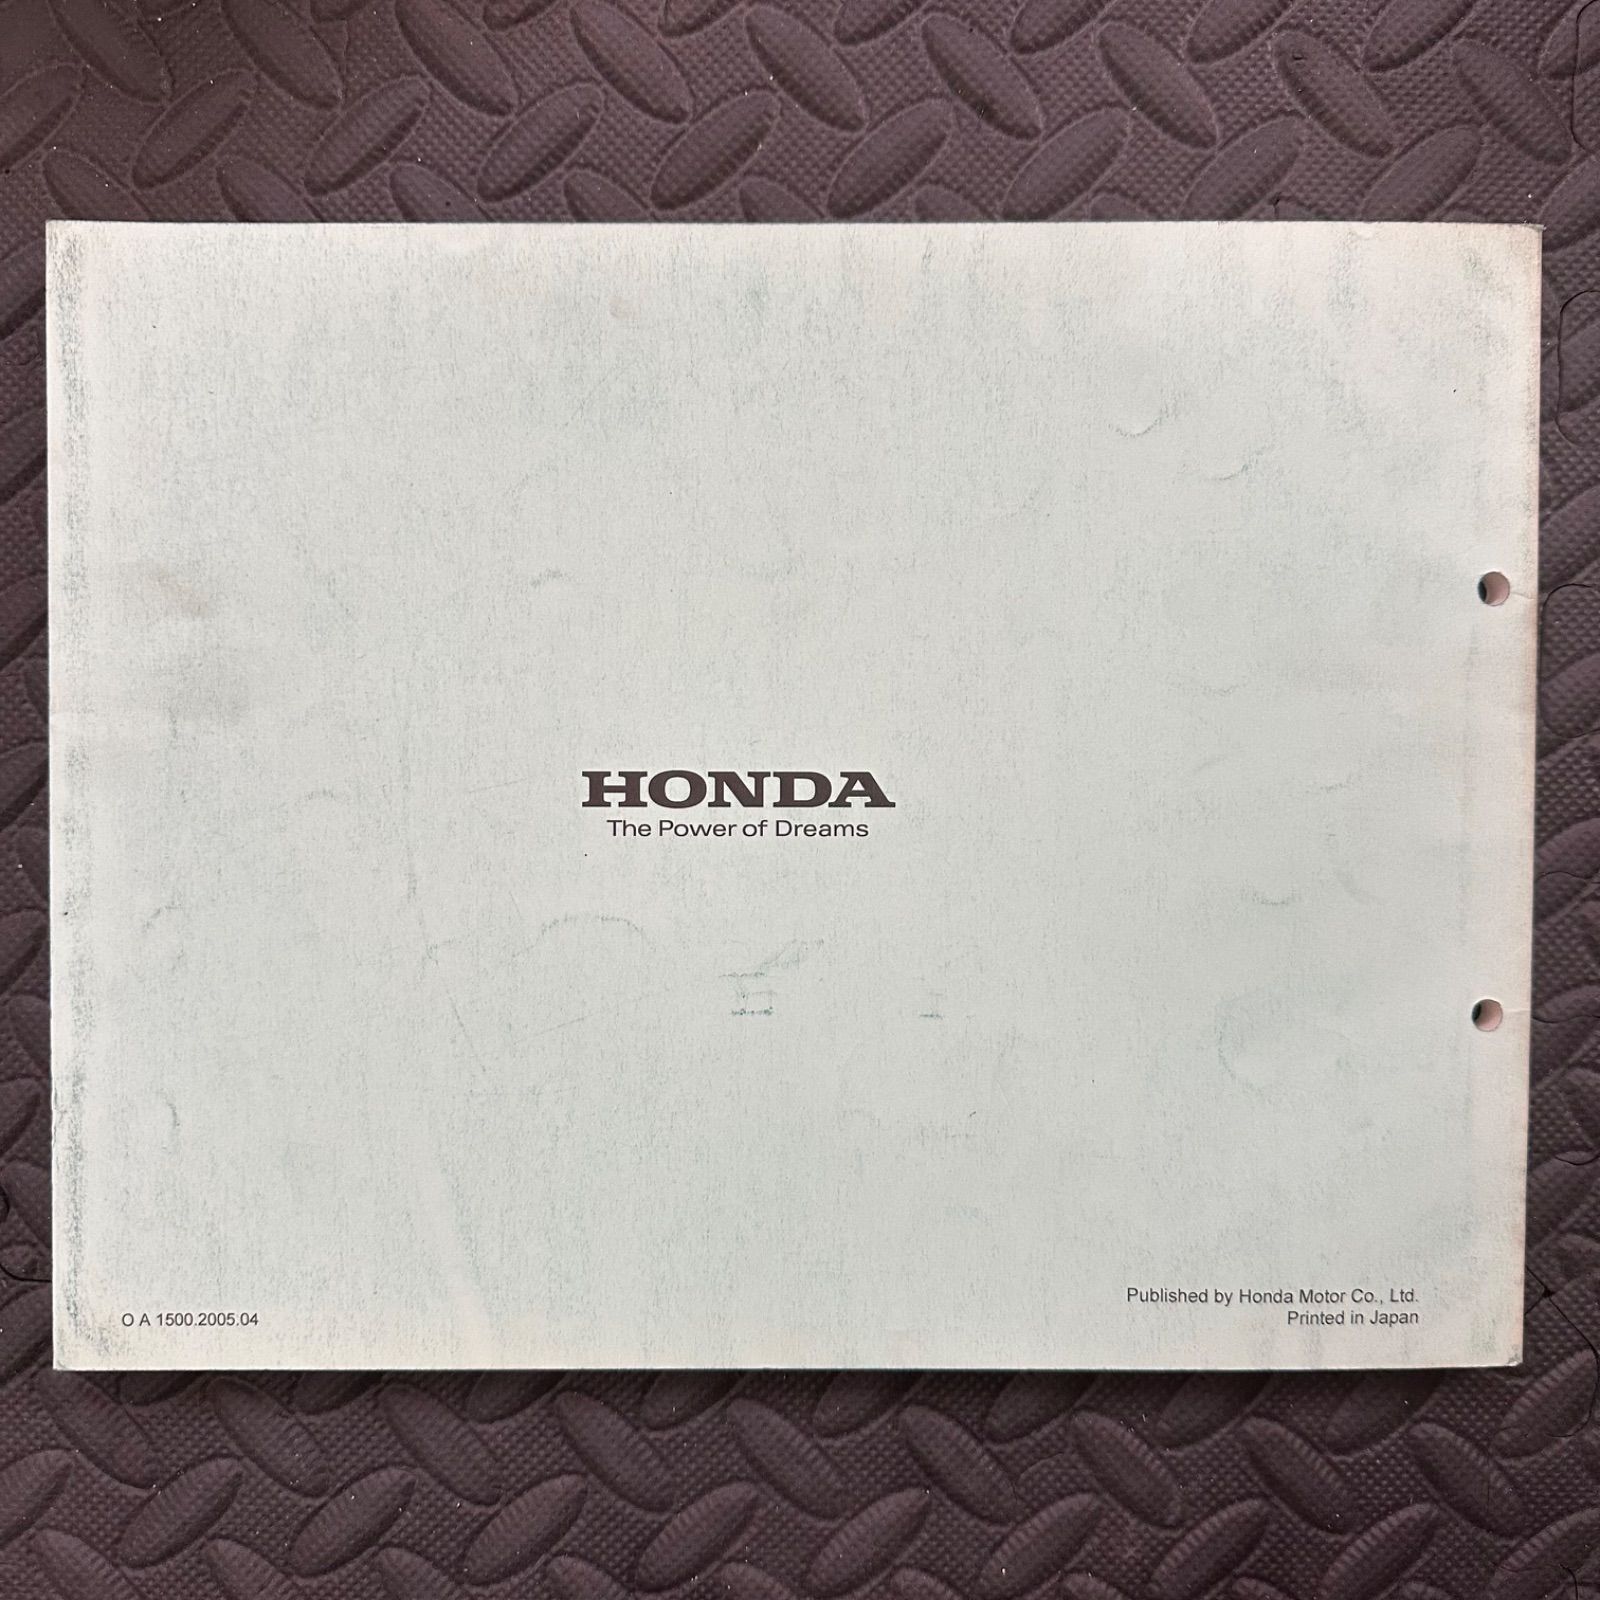 HONDA
The Power of Dreams
O A 1500.2005.04
Published by Honda Motor Co., Ltd.
Printed in Japan